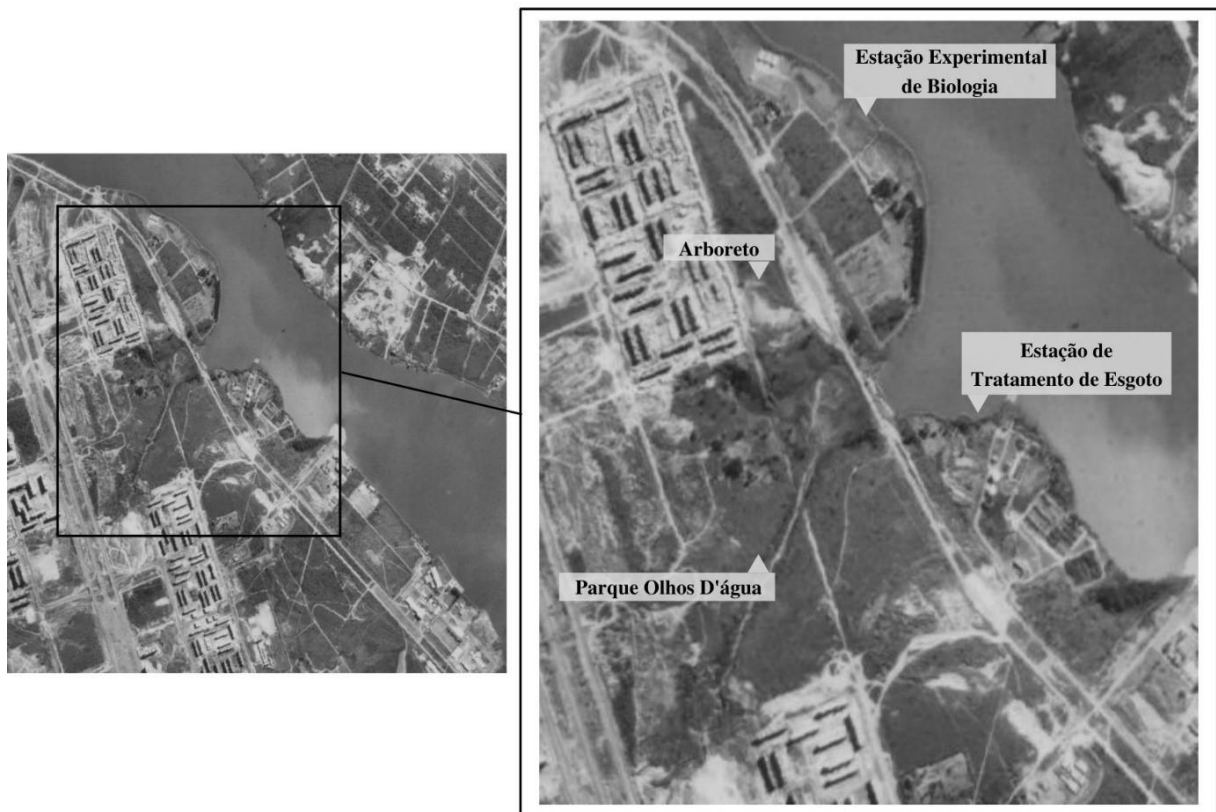 Estação Experimental
de Biologia
Arboreto
Estação de
Tratamento de Esgoto
Parque Olhos D'água